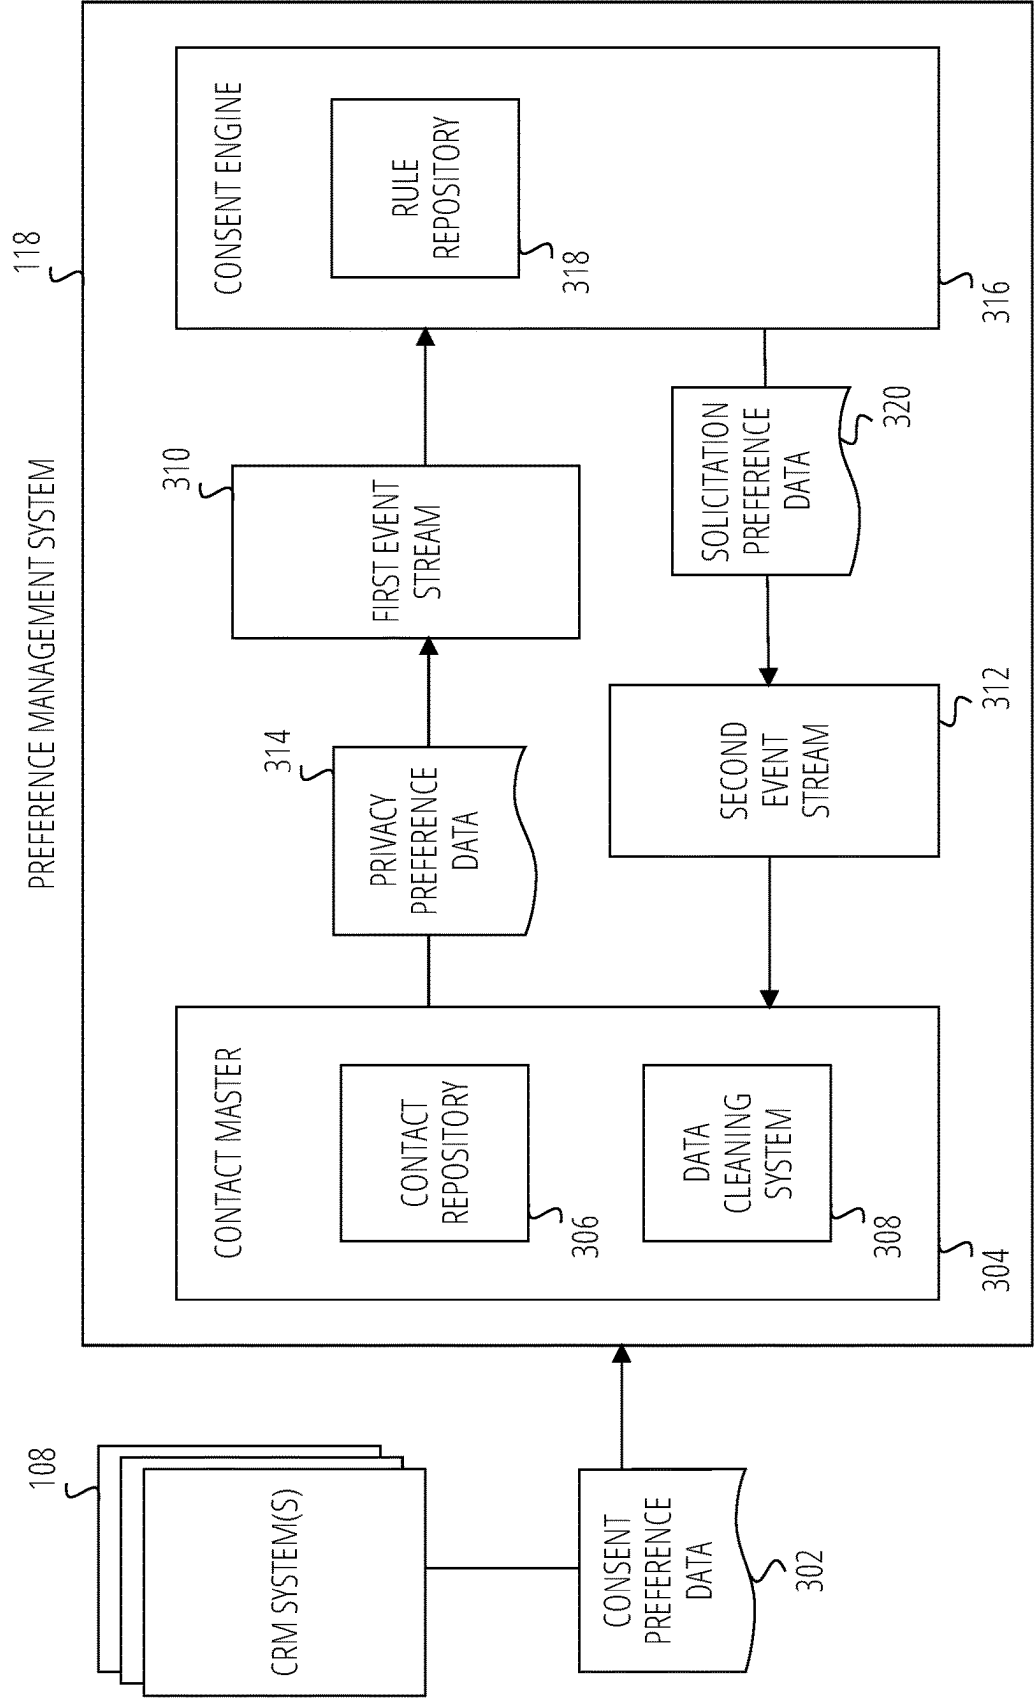 PREFERENCE MANAGEMENT SYSTEM
118
108
CRM SYSTEM(S)
CONSENT
PREFERENCE
DATA
302
CONTACT MASTER
CONTACT
REPOSITORY
306
DATA
CLEANING
SYSTEM
308
304
314
PRIVACY
PREFERENCE
DATA
310
FIRST EVENT
STREAM
SECOND
EVENT
STREAM
312
SOLICITATION
PREFERENCE
DATA
320
CONSENT ENGINE
RULE
REPOSITORY
318
316